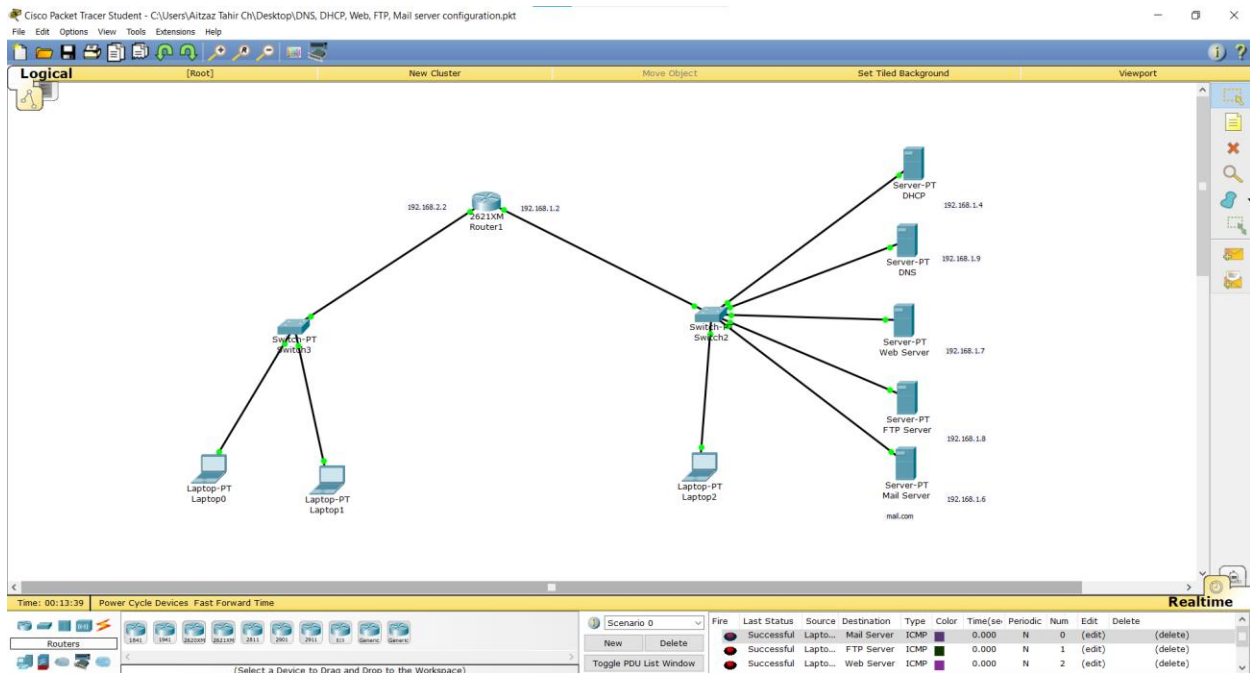 Cisco Packet Tracer Student - C:\Users\Aitzaz Tahir Ch\Desktop\DNS, DHCP, Web, FTP, Mail server configuration.pkt
File Edit Options View Tools Extensions Help
Logical [Root] New Cluster Move Object Set Tiled Background Viewport
Server-PT
DHCP
192.168.1.4
192.168.2.2
192.168.1.2
2621XM
Router1
Server-PT
DNS
192.168.1.9
Switch-PT
Switch3
Switch-PT
Switch2
Server-PT
Web Server
192.168.1.7
Server-PT
FTP Server
192.168.1.8
Laptop-PT
Laptop0
Laptop-PT
Laptop1
Laptop-PT
Laptop2
Server-PT
Mail Server
192.168.1.6
mail.com
Time: 00:13:39 Power Cycle Devices Fast Forward Time Realtime
Routers
1841 1941 2620XM 2621XM 2811 2901 2911 Generic Generic
(Select a Device to Drag and Drop to the Workspace)
Scenario 0
New Delete
Toggle PDU List Window
Fire Last Status Source Destination Type Color Time(sec Periodic Num Edit Delete
Successful Lapto... Mail Server ICMP 0.000 N 0 (edit) (delete)
Successful Lapto... FTP Server ICMP 0.000 N 1 (edit) (delete)
Successful Lapto... Web Server ICMP 0.000 N 2 (edit) (delete)